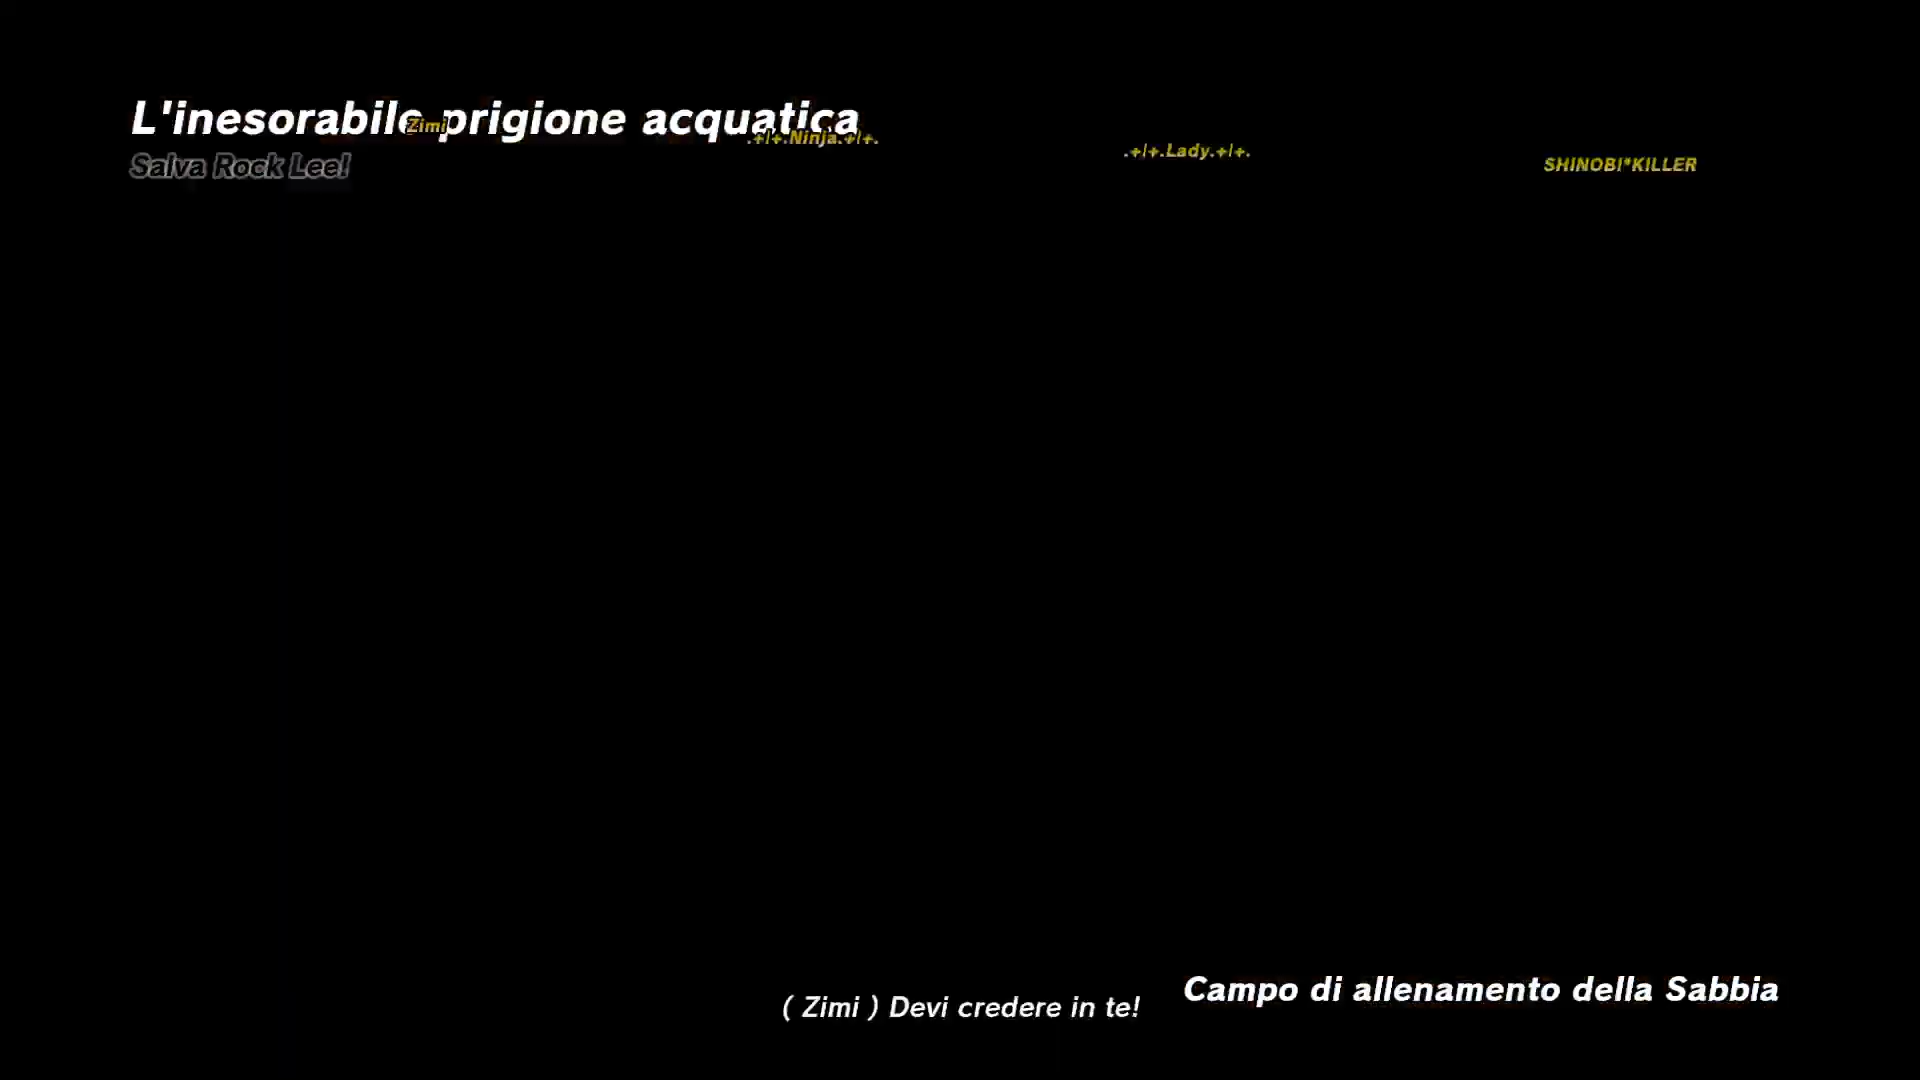 L'inesorabile prigione acquatica
Zimi
.+/+.Ninja.+/+.
.+/+.Lady.+/+.
SHINOBI*KILLER
Salva Rock Lee!
Campo di allenamento della Sabbia
( Zimi ) Devi credere in te!